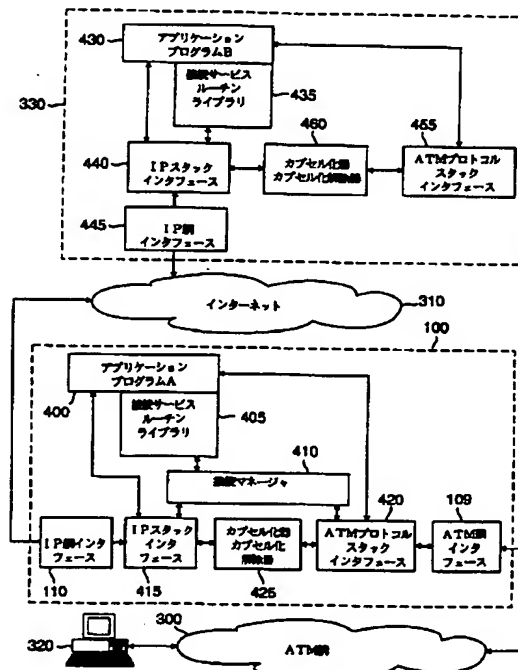 430
アプリケーション
プログラムB
330
接続サービス
ルーチン
ライブラリ
435
460
455
440
IPスタック
インタフェース
カプセル化器
カプセル化解除器
ATMプロトコル
スタック
インタフェース
445
IP網
インタフェース
インターネット
310
100
アプリケーション
プログラムA
400
接続サービス
ルーチン
ライブラリ
405
410
接続マネージャ
420
109
IP網インタ
フェース
IPスタック
インタ
フェース
カプセル化器
カプセル化
解除器
ATMプロトコル
スタック
インタフェース
ATM網
インタ
フェース
110
415
425
300
320
ATM網